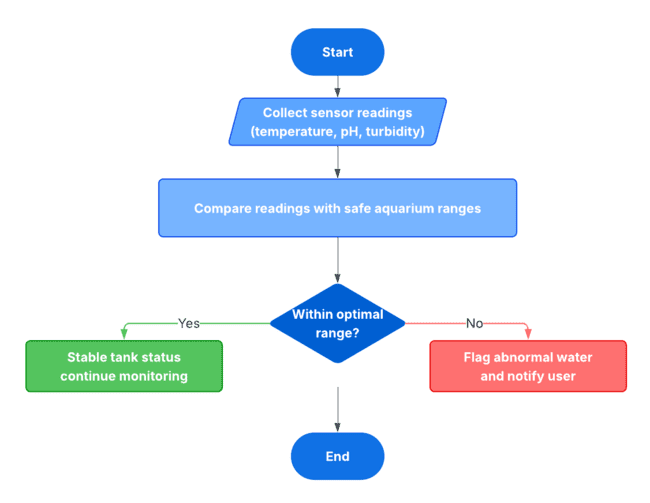 Start
Collect sensor readings
(temperature, pH, turbidity)
Compare readings with safe aquarium ranges
Within optimal
range?
Yes
No
Stable tank status
continue monitoring
Flag abnormal water
and notify user
End